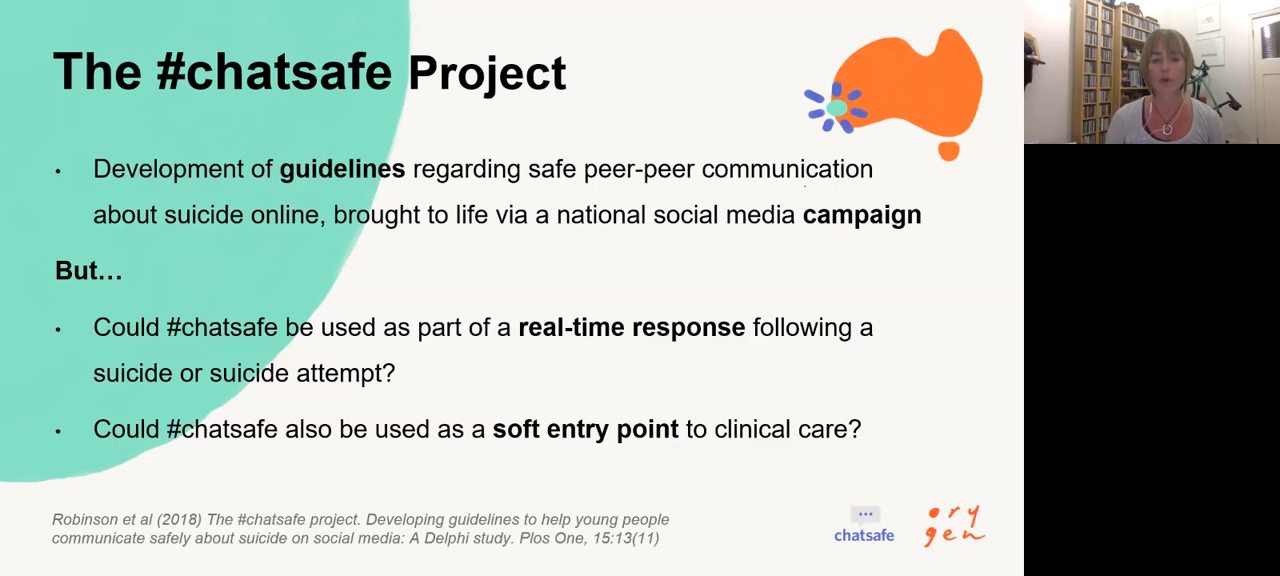 The #chatsafe Project
• Development of guidelines regarding safe peer-peer communication
about suicide online, brought to life via a national social media campaign
But…
• Could #chatsafe be used as part of a real-time response following a
suicide or suicide attempt?
• Could #chatsafe also be used as a soft entry point to clinical care?
Robinson et al (2018) The #chatsafe project. Developing guidelines to help young people
communicate safely about suicide on social media: A Delphi study. Plos One, 15:13(11)
chatsafe
ory
gen